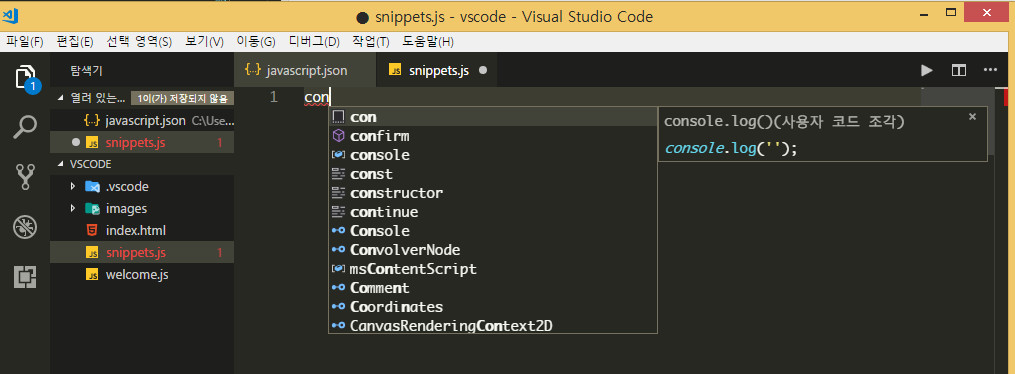 ● snippets.js - vscode - Visual Studio Code
파일(F) 편집(E) 선택 영역(S) 보기(V) 이동(G) 디버그(D) 작업(T) 도움말(H)
탐색기
{..} javascript.json
JS snippets.js ●
열려 있는... 1이(가) 저장되지 않음
{..} javascript.json C:\Use...
JS snippets.js 1
VSCODE
.vscode
images
index.html
JS snippets.js 1
JS welcome.js
1
1 con
con
confirm
console
const
constructor
continue
Console
ConvolverNode
msContentScript
Comment
Coordinates
CanvasRenderingContext2D
console.log()(사용자 코드 조각)
console.log('');